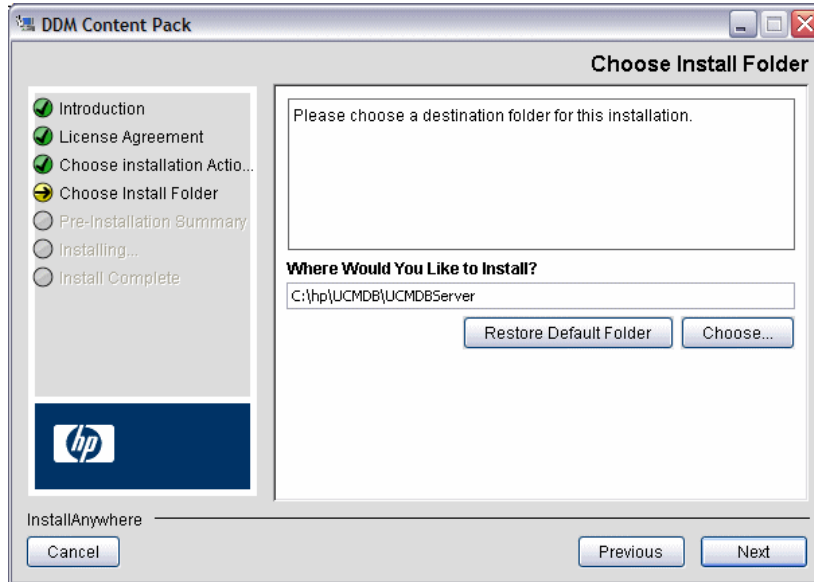 DDM Content Pack
Choose Install Folder
Introduction
License Agreement
Choose installation Actio...
Choose Install Folder
Pre-Installation Summary
Installing...
Install Complete
Please choose a destination folder for this installation.
Where Would You Like to Install?
C:\hp\UCMDB\UCMDBServer
Restore Default Folder
Choose...
hp
InstallAnywhere
Cancel
Previous
Next